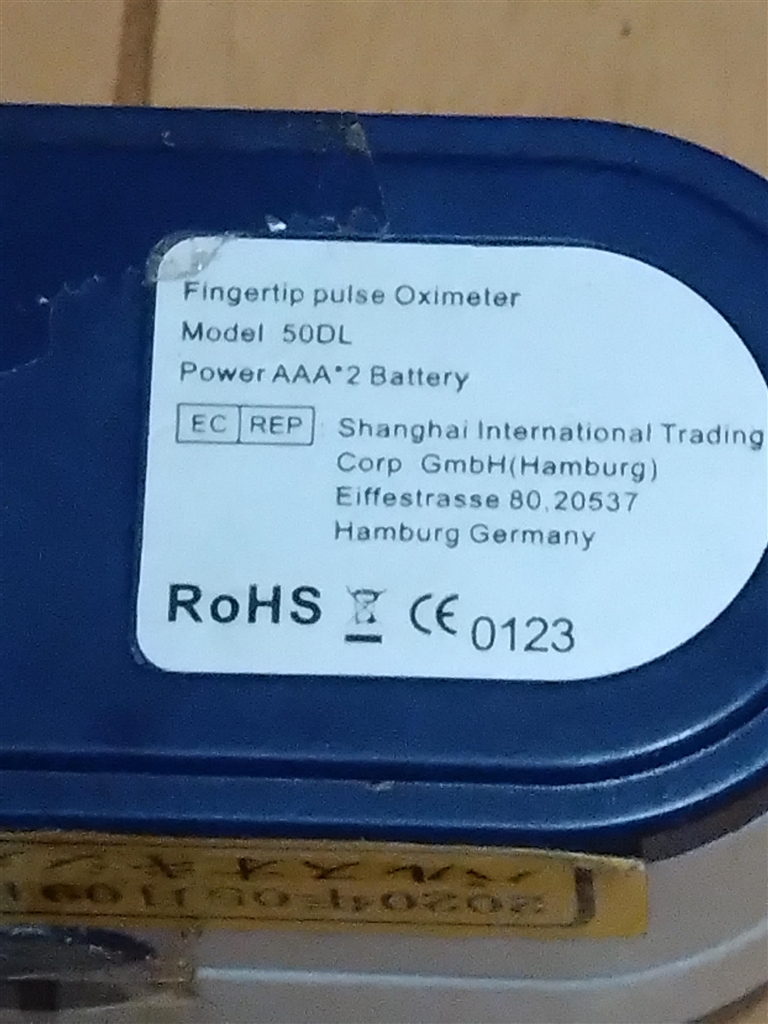 Fingertip pulse Oximeter
Model 50DL
Power AAA*2 Battery
EC REP
Shanghai International Trading
Corp GmbH(Hamburg)
Eiffestrasse 80, 20537
Hamburg Germany
RoHS CE 0123